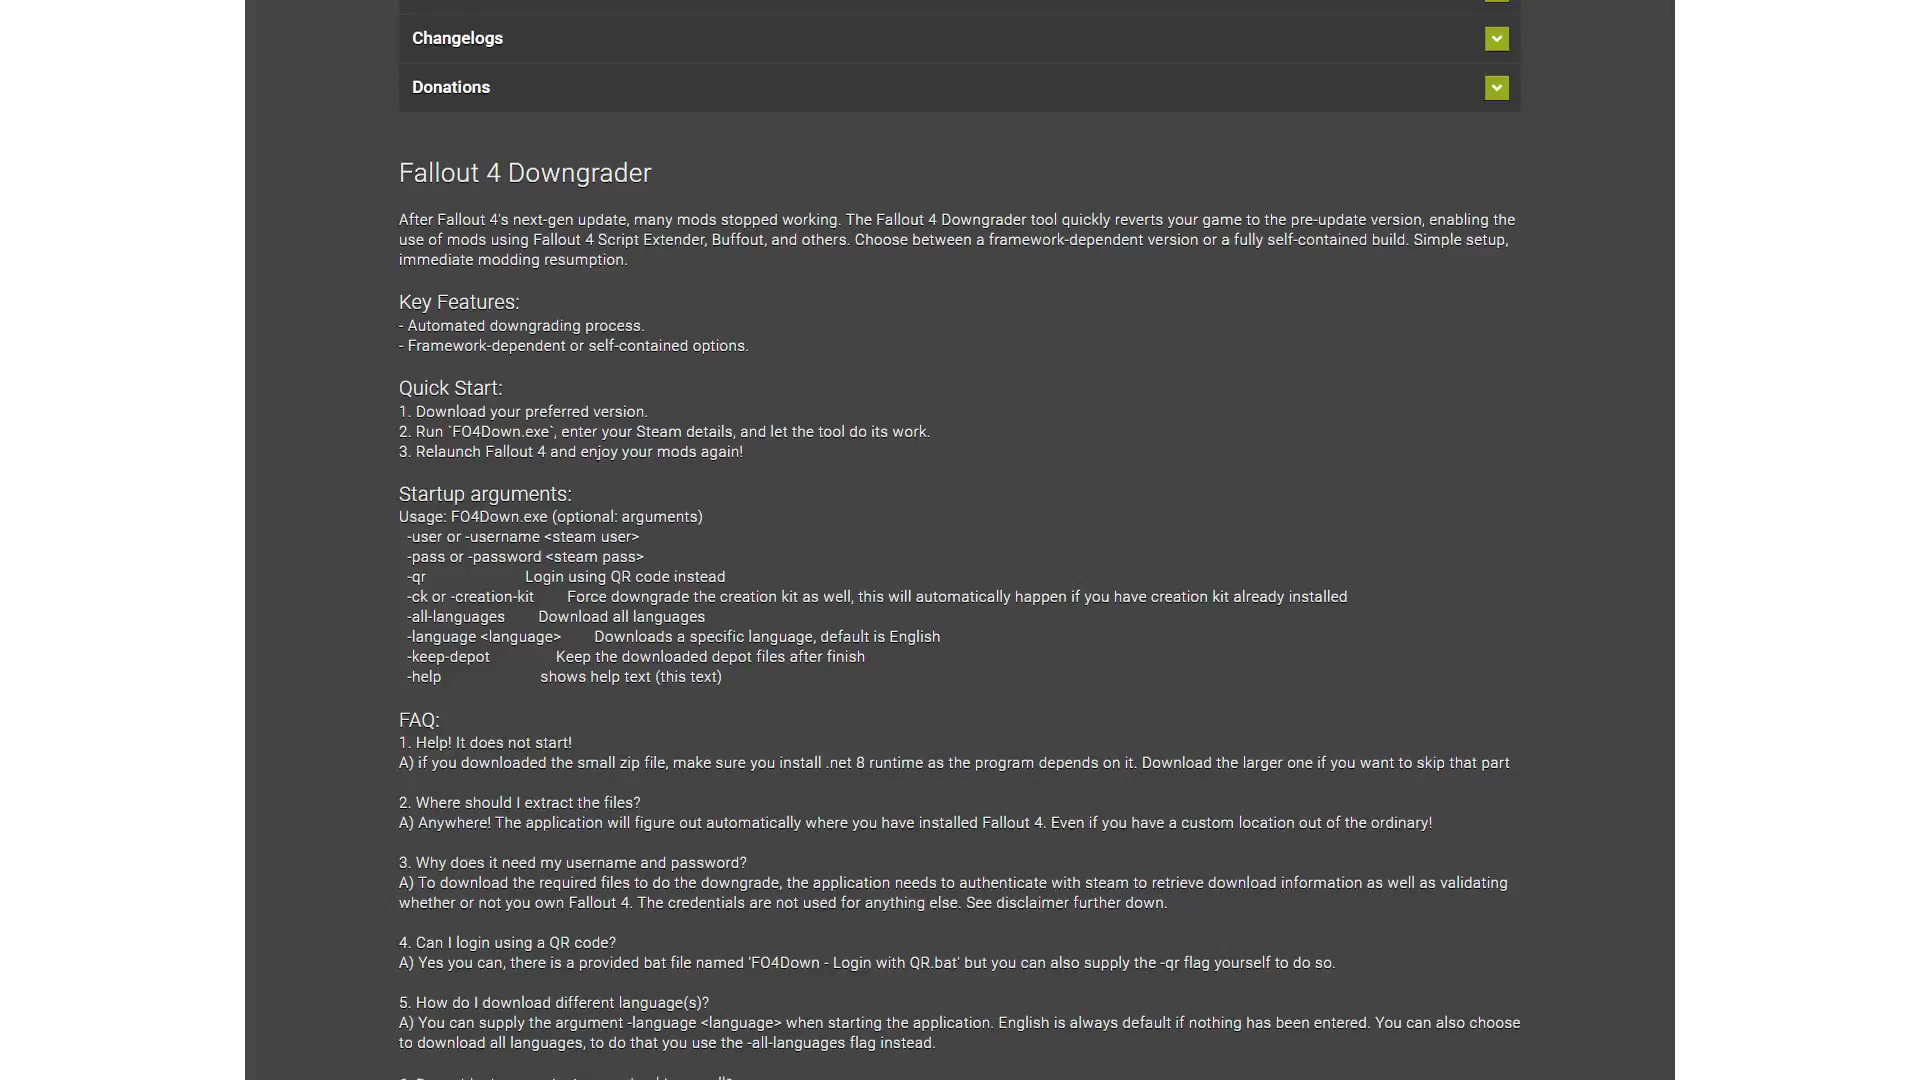 Changelogs
Donations
Fallout 4 Downgrader
After Fallout 4's next-gen update, many mods stopped working. The Fallout 4 Downgrader tool quickly reverts your game to the pre-update version, enabling the
use of mods using Fallout 4 Script Extender, Buffout, and others. Choose between a framework-dependent version or a fully self-contained build. Simple setup,
immediate modding resumption.
Key Features:
- Automated downgrading process.
- Framework-dependent or self-contained options.
Quick Start:
1. Download your preferred version.
2. Run `FO4Down.exe`, enter your Steam details, and let the tool do its work.
3. Relaunch Fallout 4 and enjoy your mods again!
Startup arguments:
Usage: FO4Down.exe (optional: arguments)
-user or -username <steam user>
-pass or -password <steam pass>
-qr Login using QR code instead
-ck or -creation-kit Force downgrade the creation kit as well, this will automatically happen if you have creation kit already installed
-all-languages Download all languages
-language <language> Downloads a specific language, default is English
-keep-depot Keep the downloaded depot files after finish
-help shows help text (this text)
FAQ:
1. Help! It does not start!
A) if you downloaded the small zip file, make sure you install .net 8 runtime as the program depends on it. Download the larger one if you want to skip that part
2. Where should I extract the files?
A) Anywhere! The application will figure out automatically where you have installed Fallout 4. Even if you have a custom location out of the ordinary!
3. Why does it need my username and password?
A) To download the required files to do the downgrade, the application needs to authenticate with steam to retrieve download information as well as validating
whether or not you own Fallout 4. The credentials are not used for anything else. See disclaimer further down.
4. Can I login using a QR code?
A) Yes you can, there is a provided bat file named 'FO4Down - Login with QR.bat' but you can also supply the -qr flag yourself to do so.
5. How do I download different language(s)?
A) You can supply the argument -language <language> when starting the application. English is always default if nothing has been entered. You can also choose
to download all languages, to do that you use the -all-languages flag instead.